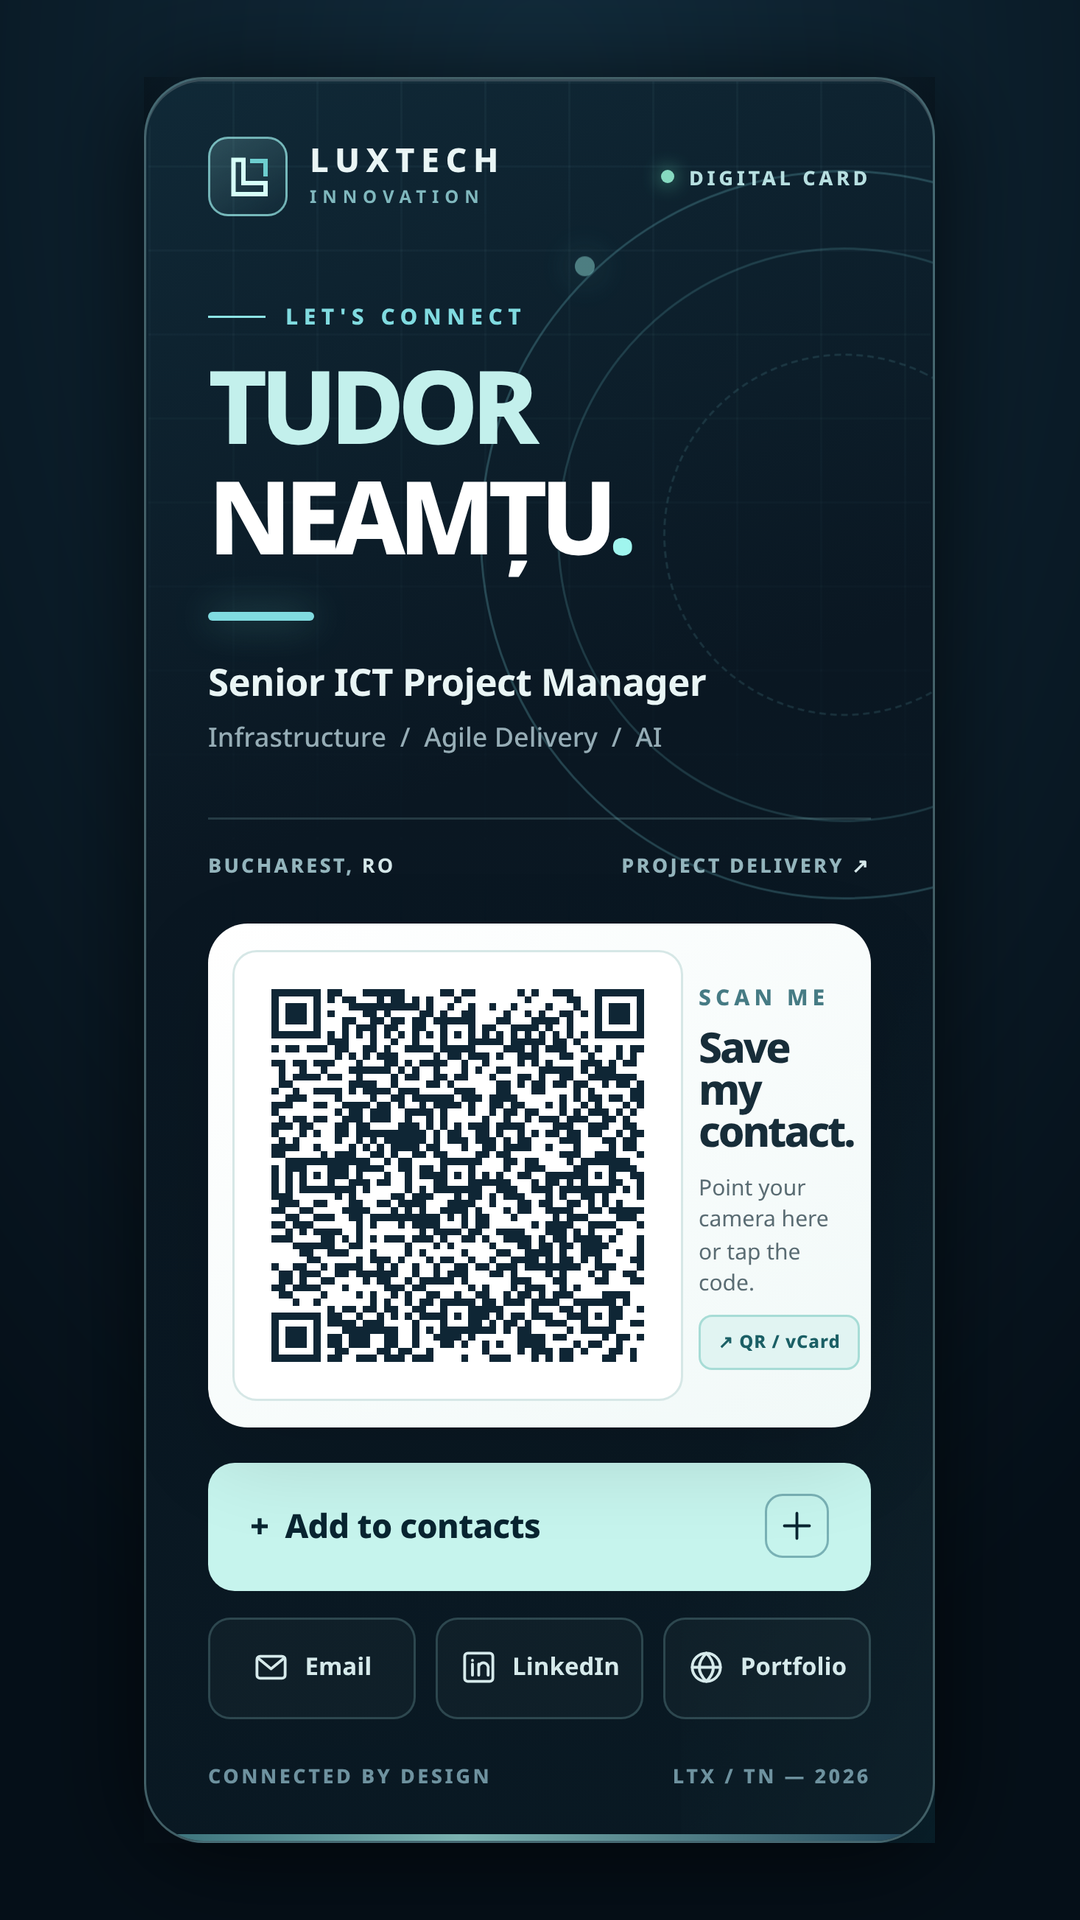 LUXTECH
INNOVATION
DIGITAL CARD
LET'S CONNECT
TUDOR
NEAMȚU.
Senior ICT Project Manager
Infrastructure / Agile Delivery / AI
BUCHAREST, RO
PROJECT DELIVERY ↗
SCAN ME
Save
my
contact.
Point your
camera here
or tap the
code.
↗ QR / vCard
+ Add to contacts
Email
LinkedIn
Portfolio
CONNECTED BY DESIGN
LTX / TN — 2026